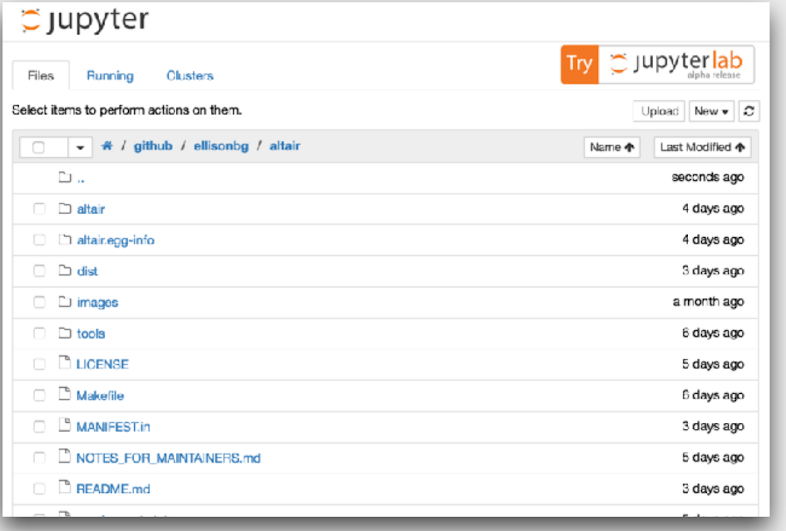 jupyter
Try jupyterlab
alpha release
Files Running Clusters
Select items to perform actions on them.
Upload New
/ github / ellisonbg / altair
Name Last Modified
.. seconds ago
altair 4 days ago
altair.egg-info 4 days ago
dist 3 days ago
images a month ago
tools 6 days ago
LICENSE 5 days ago
Makefile 6 days ago
MANIFEST.in 3 days ago
NOTES_FOR_MAINTAINERS.md 5 days ago
README.md 3 days ago